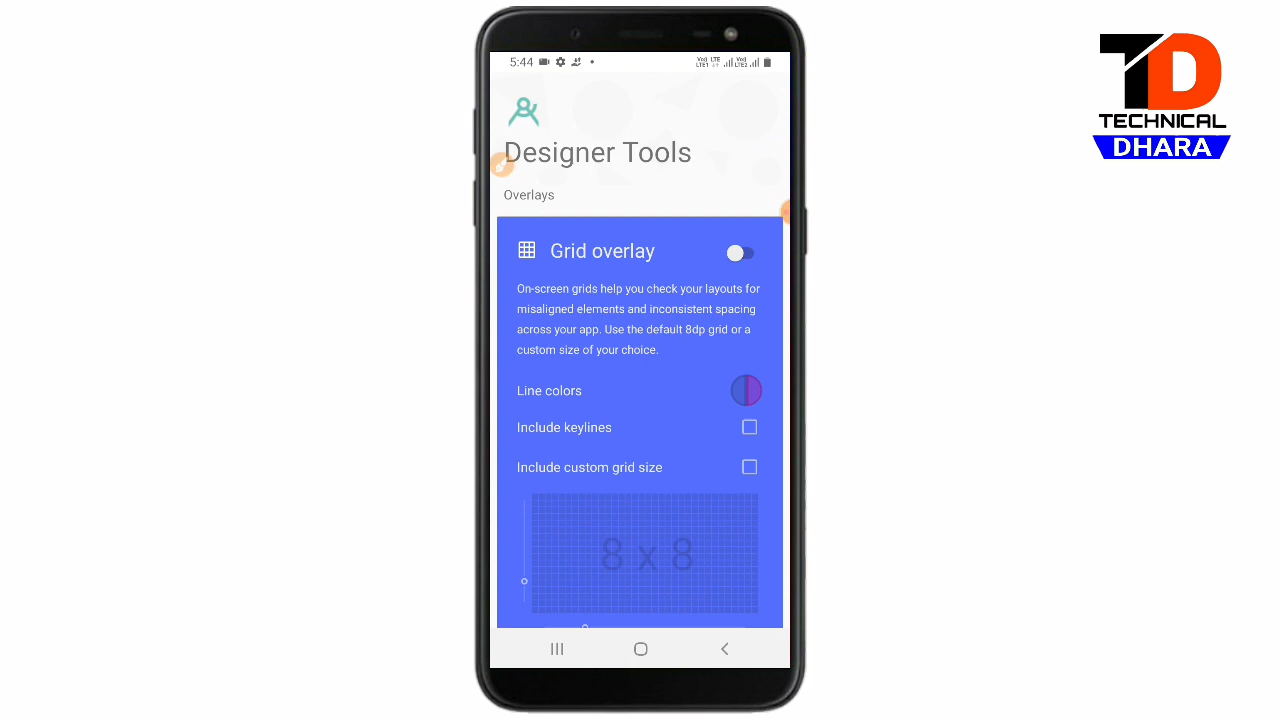 5:44
Designer Tools
Overlays
Grid overlay
On-screen grids help you check your layouts for
misaligned elements and inconsistent spacing
across your app. Use the default 8dp grid or a
custom size of your choice.
Line colors
Include keylines
Include custom grid size
8 x 8
TD
TECHNICAL
DHARA